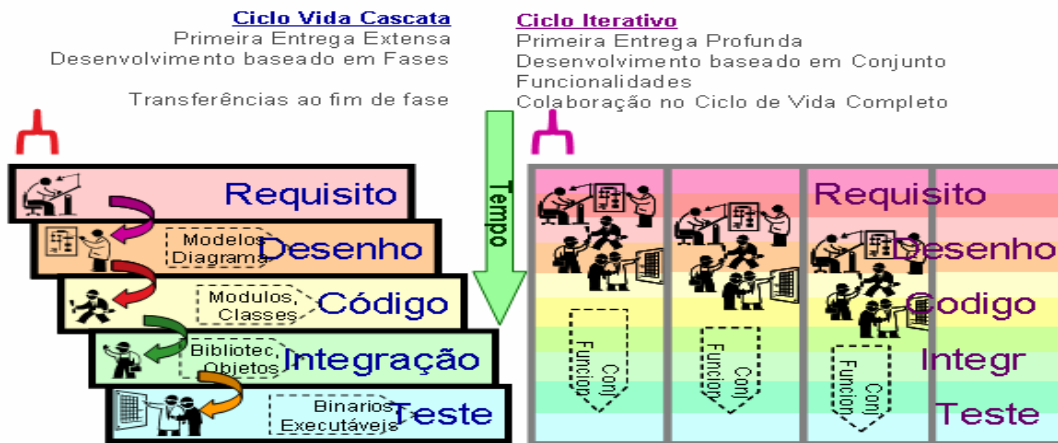 Ciclo Vida Cascata
Primeira Entrega Extensa
Desenvolvimento baseado em Fases
Transferências ao fim de fase
Ciclo Iterativo
Primeira Entrega Profunda
Desenvolvimento baseado em Conjunto
Funcionalidades
Colaboração no Ciclo de Vida Completo
Tempo
Requisito
Modelos
Diagrama
Desenho
Modulos,
Classes
Código
Bibliotec,
Objetos
Integração
Binarios
Executáveis
Teste
Requisito
Desenho
Codigo
Integr
Teste
Conj
Funcion
Conj
Funcion
Conj
Funcion